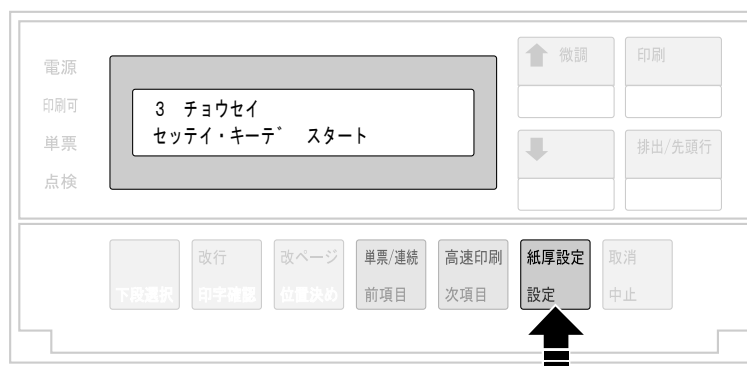 電源
印刷可
単票
点検
3 チョウセイ
セッテイ・キーデ スタート
微調
印刷
排出/先頭行
下段選択
改行
印字確認
改ページ
位置決め
単票/連続
前項目
高速印刷
次項目
紙厚設定
設定
取消
中止